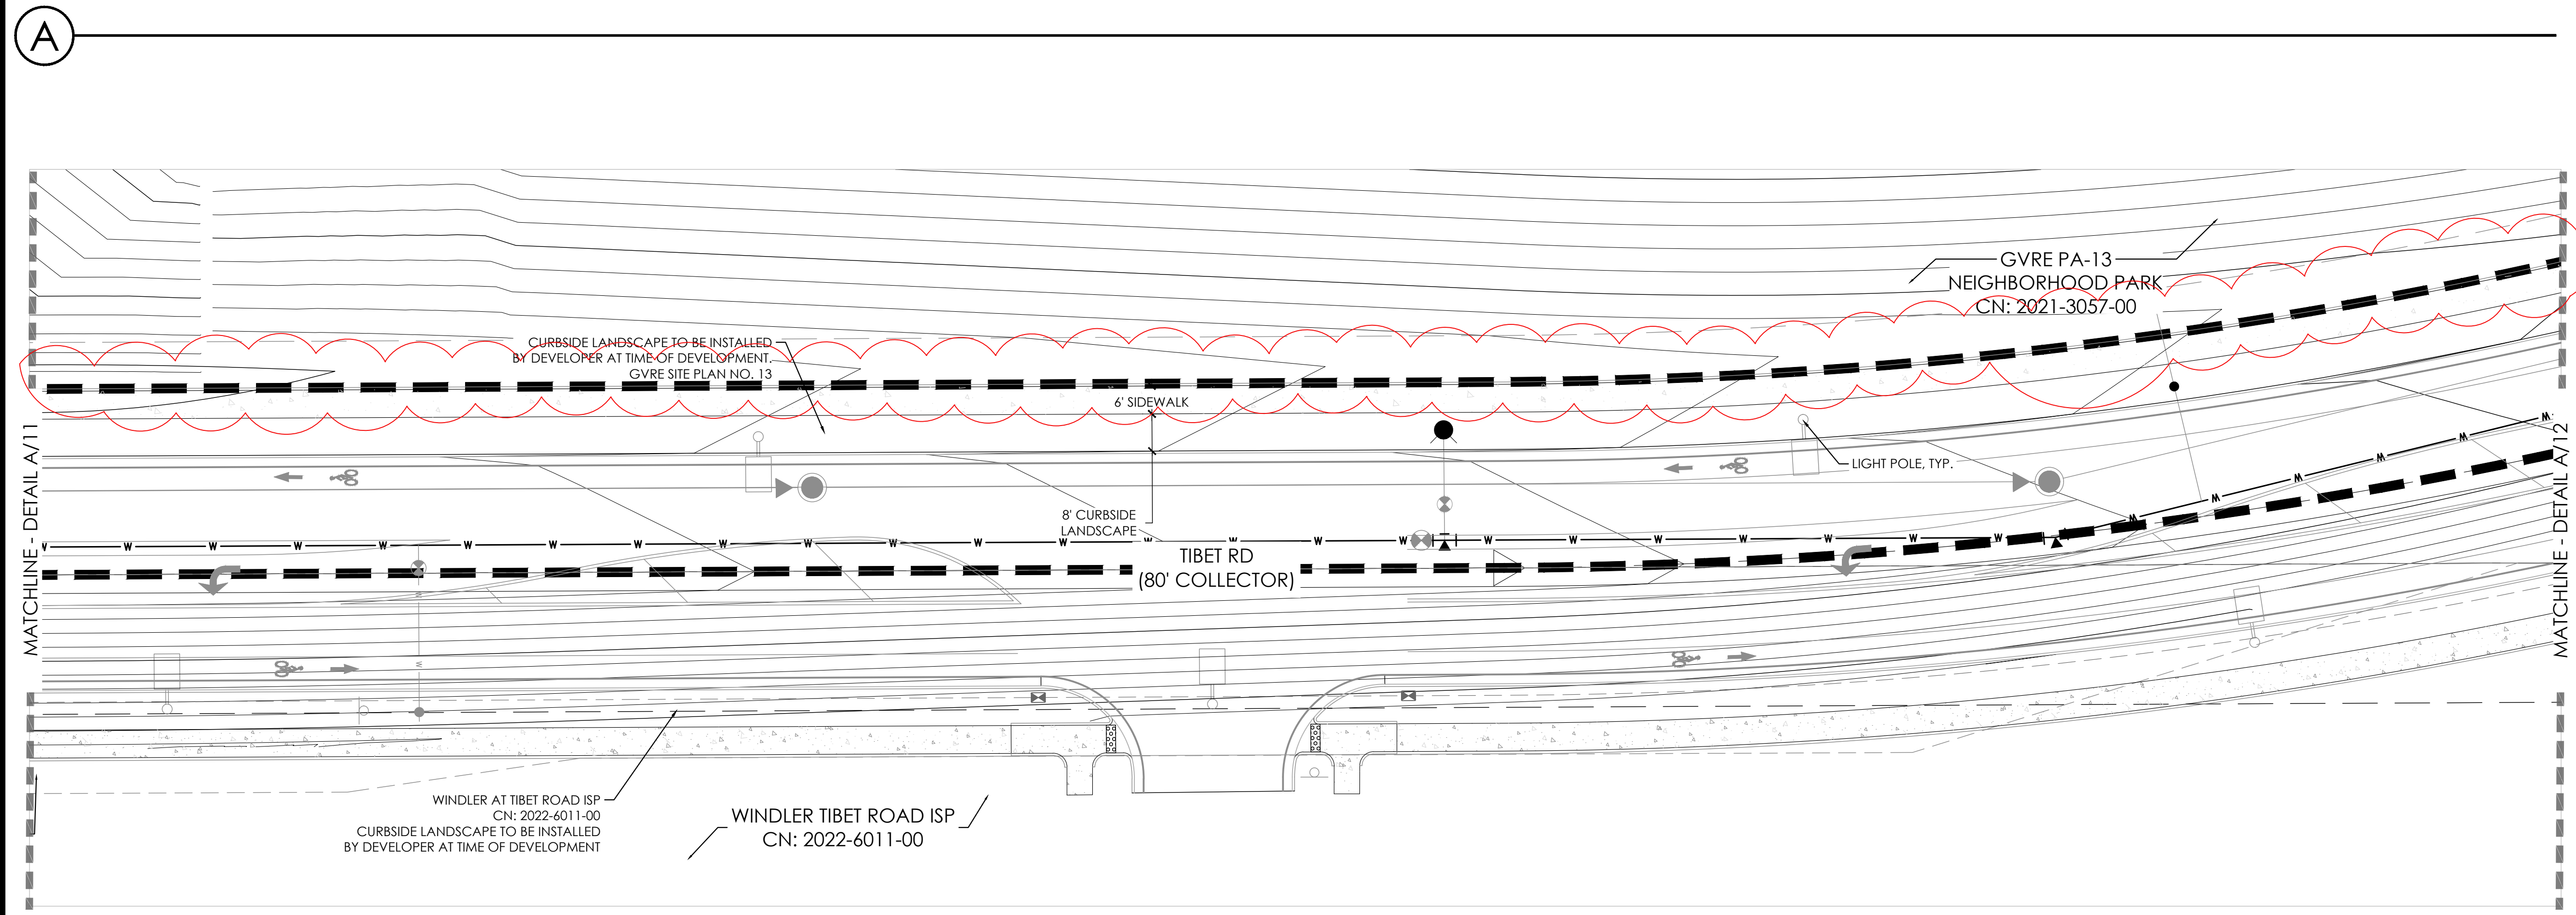 A
GVRE PA-13
NEIGHBORHOOD PARK
CN: 2021-3057-00
CURBSIDE LANDSCAPE TO BE INSTALLED
BY DEVELOPER AT TIME OF DEVELOPMENT.
GVRE SITE PLAN NO. 13
6' SIDEWALK
LIGHT POLE, TYP.
8' CURBSIDE
LANDSCAPE
TIBET RD
(80' COLLECTOR)
W W W W W W W W W W W W W W W W W W W W W W W W W W W W W W
MATCHLINE - DETAIL A/11
MATCHLINE - DETAIL A/12
WINDLER AT TIBET ROAD ISP
CN: 2022-6011-00
CURBSIDE LANDSCAPE TO BE INSTALLED
BY DEVELOPER AT TIME OF DEVELOPMENT
WINDLER TIBET ROAD ISP
CN: 2022-6011-00